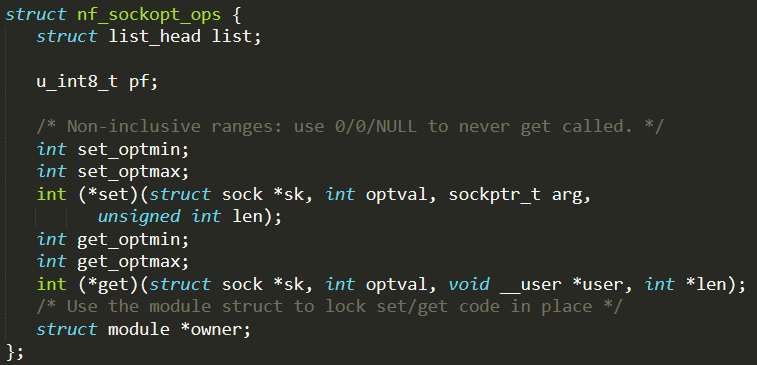 struct nf_sockopt_ops {
struct list_head list;
u_int8_t pf;
/* Non-inclusive ranges: use 0/0/NULL to never get called. */
int set_optmin;
int set_optmax;
int (*set)(struct sock *sk, int optval, sockptr_t arg,
unsigned int len);
int get_optmin;
int get_optmax;
int (*get)(struct sock *sk, int optval, void __user *user, int *len);
/* Use the module struct to lock set/get code in place */
struct module *owner;
};